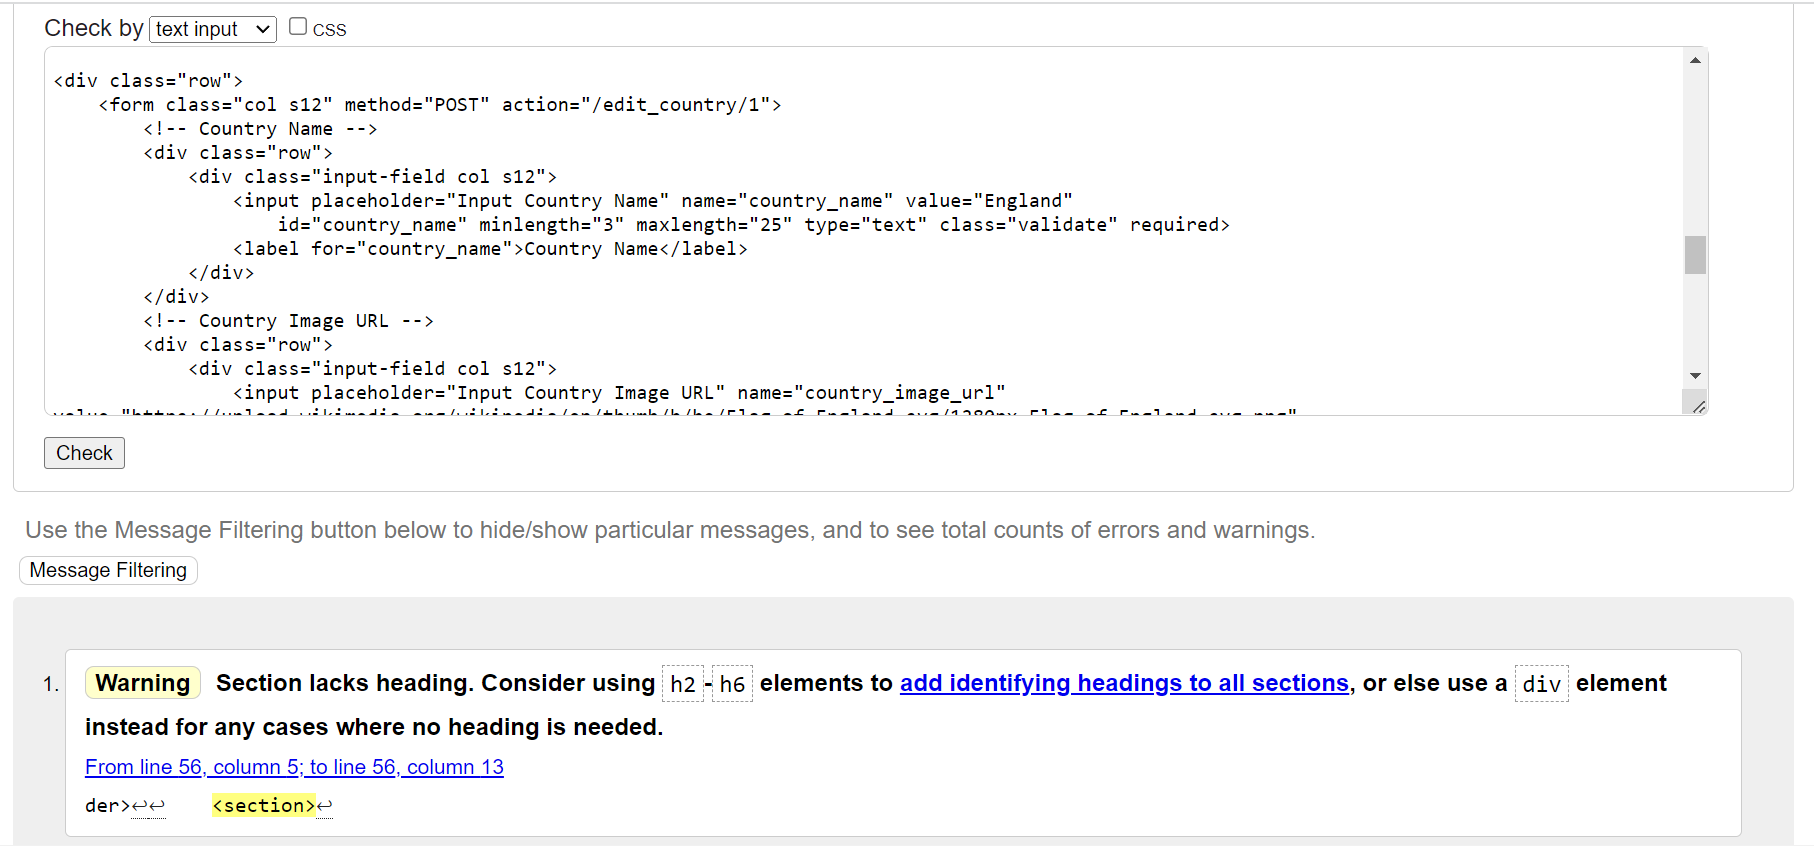 Check by text input CSS
<div class="row">
<form class="col s12" method="POST" action="/edit_country/1">
<!-- Country Name -->
<div class="row">
<div class="input-field col s12">
<input placeholder="Input Country Name" name="country_name" value="England"
id="country_name" minlength="3" maxlength="25" type="text" class="validate" required>
<label for="country_name">Country Name</label>
</div>
</div>
<!-- Country Image URL -->
<div class="row">
<div class="input-field col s12">
<input placeholder="Input Country Image URL" name="country_image_url"
Check
Use the Message Filtering button below to hide/show particular messages, and to see total counts of errors and warnings.
Message Filtering
1. Warning Section lacks heading. Consider using h2-h6 elements to add identifying headings to all sections, or else use a div element
instead for any cases where no heading is needed.
From line 56, column 5; to line 56, column 13
der>↩↩ <section>↩